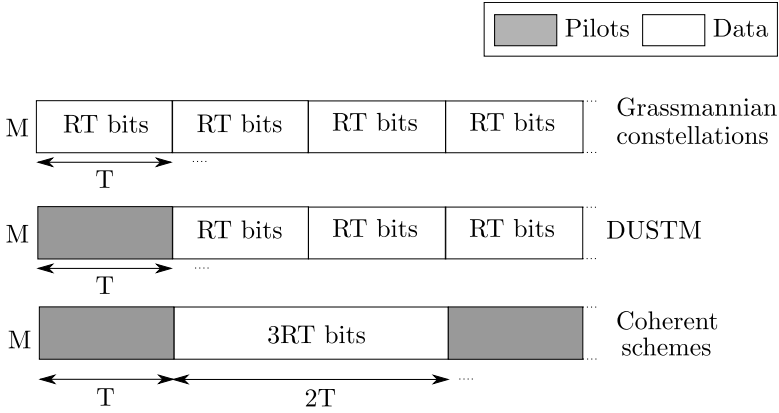 Pilots Data
M RT bits RT bits RT bits RT bits Grassmannian
constellations
T
M RT bits RT bits RT bits DUSTM
T
M 3RT bits Coherent
schemes
T 2T